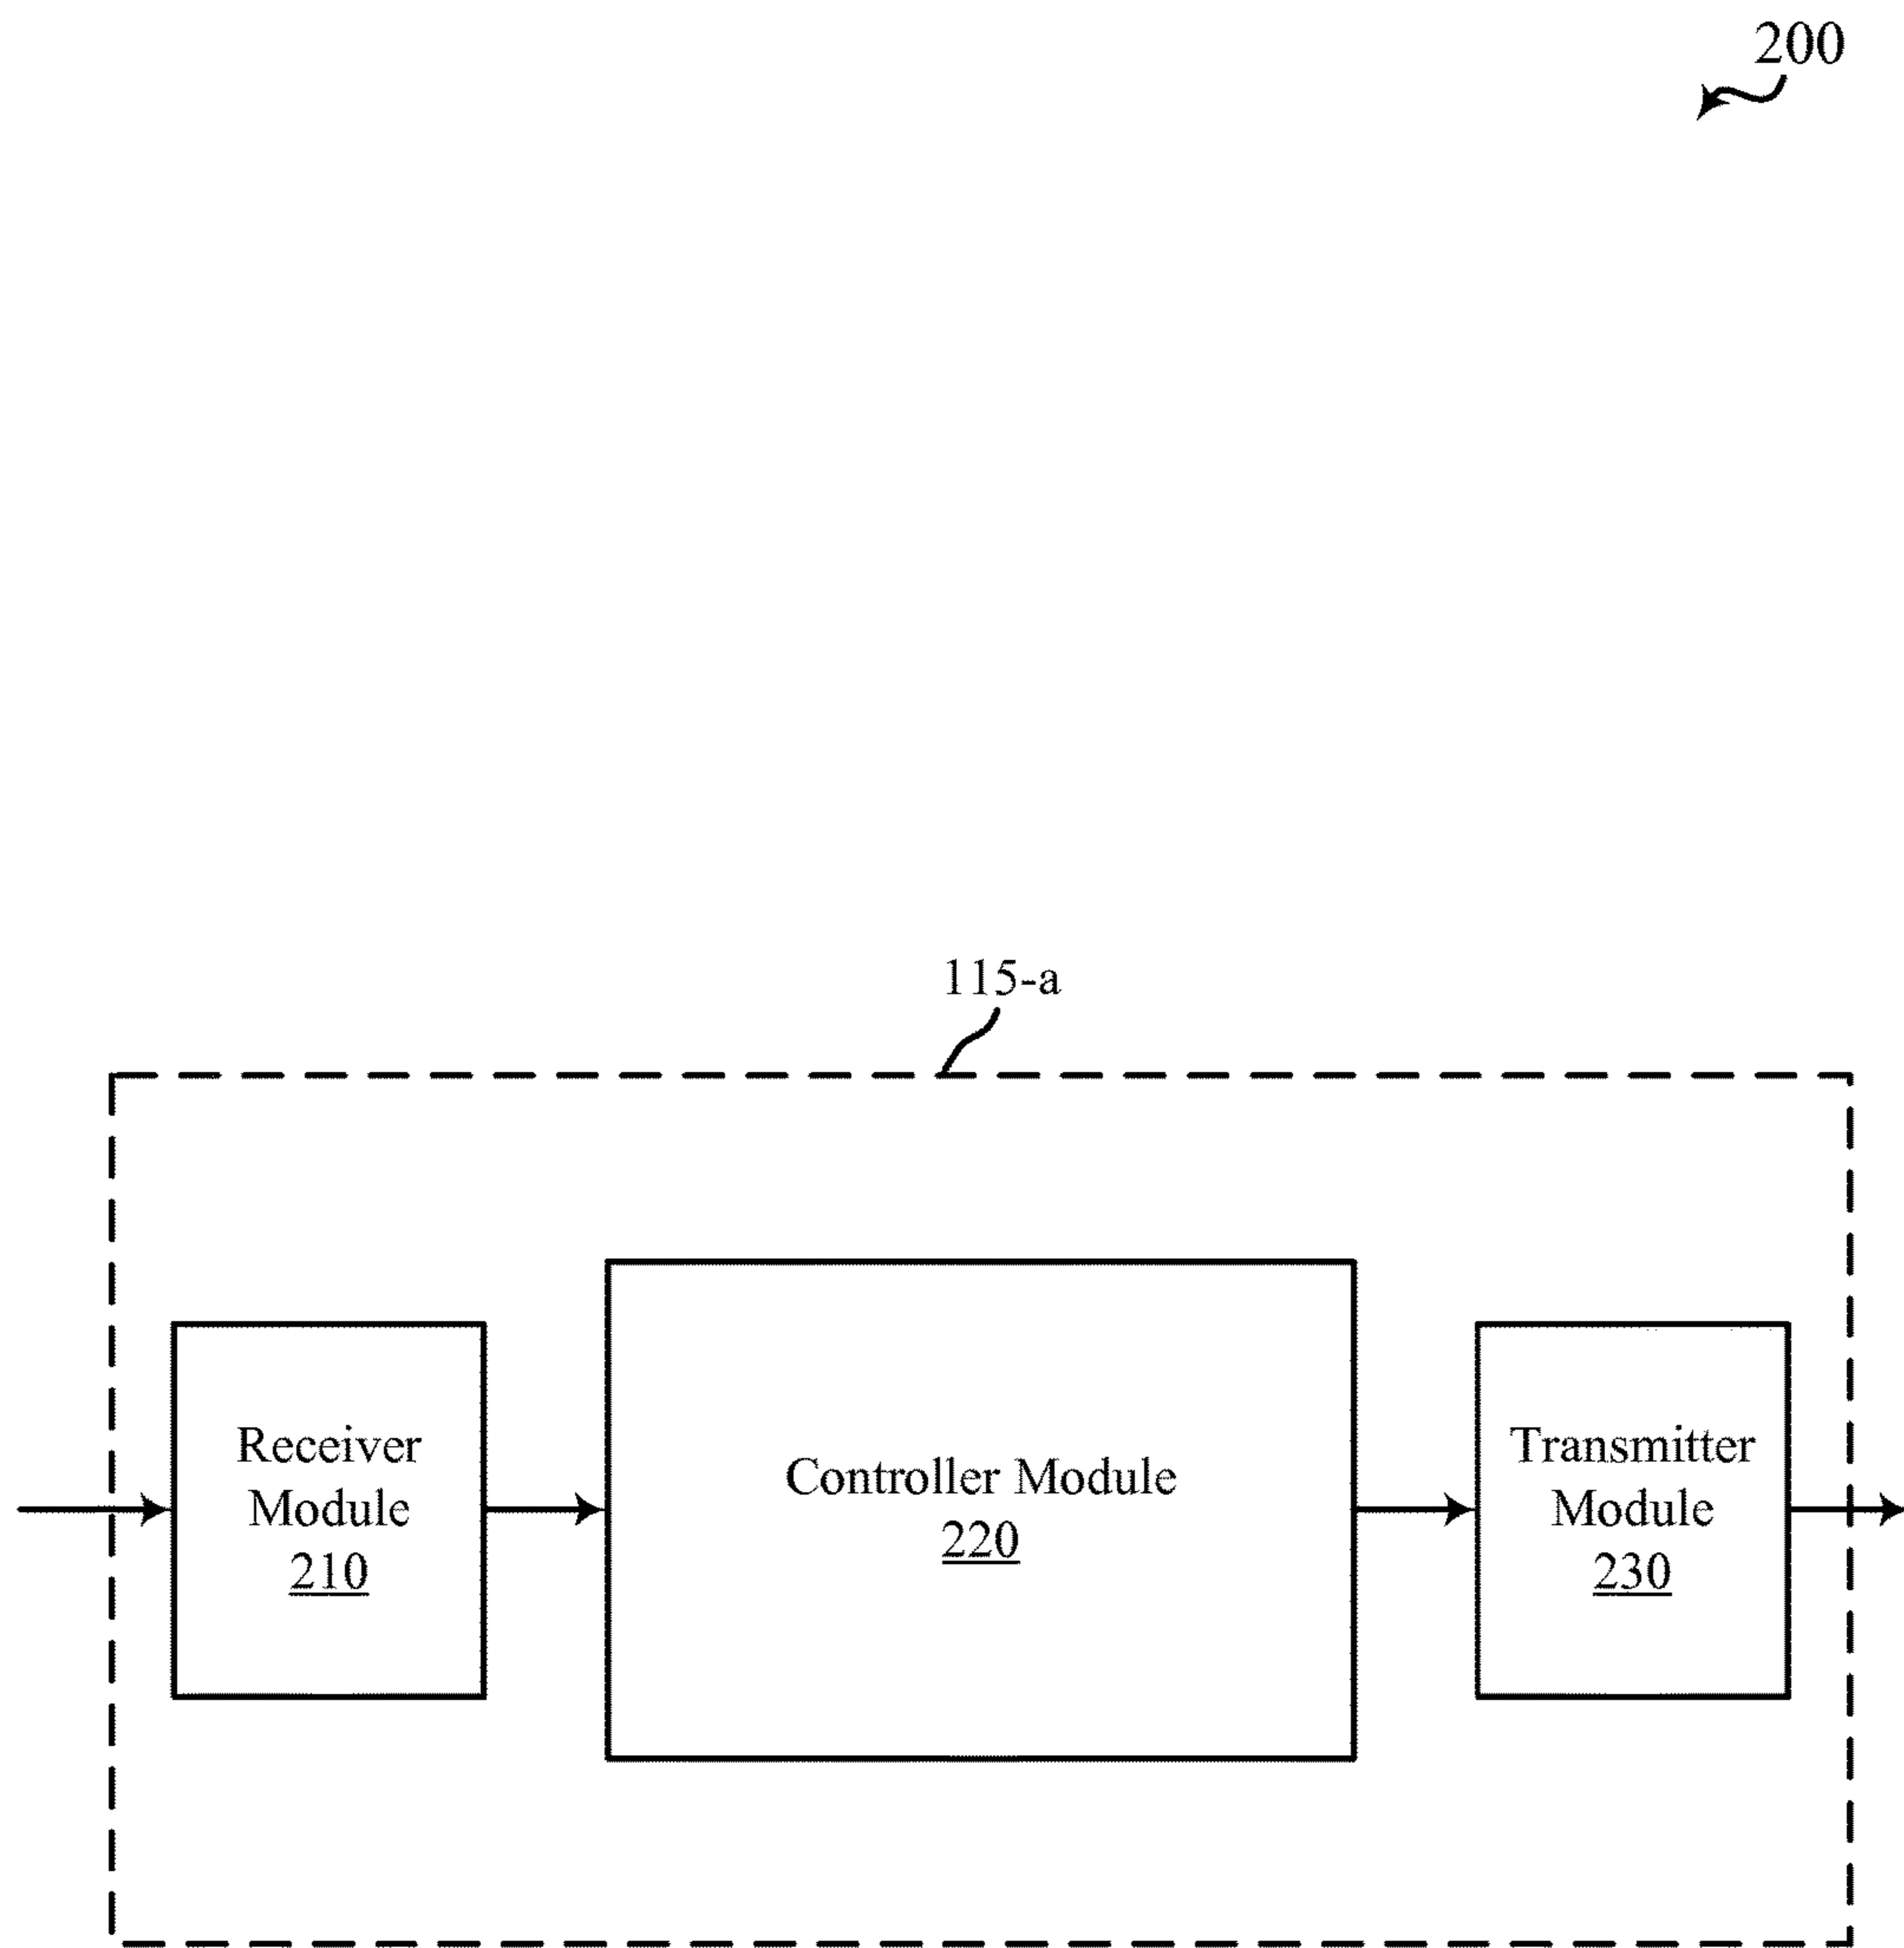 200
115-a
Receiver
Module
210
Controller Module
220
Transmitter
Module
230